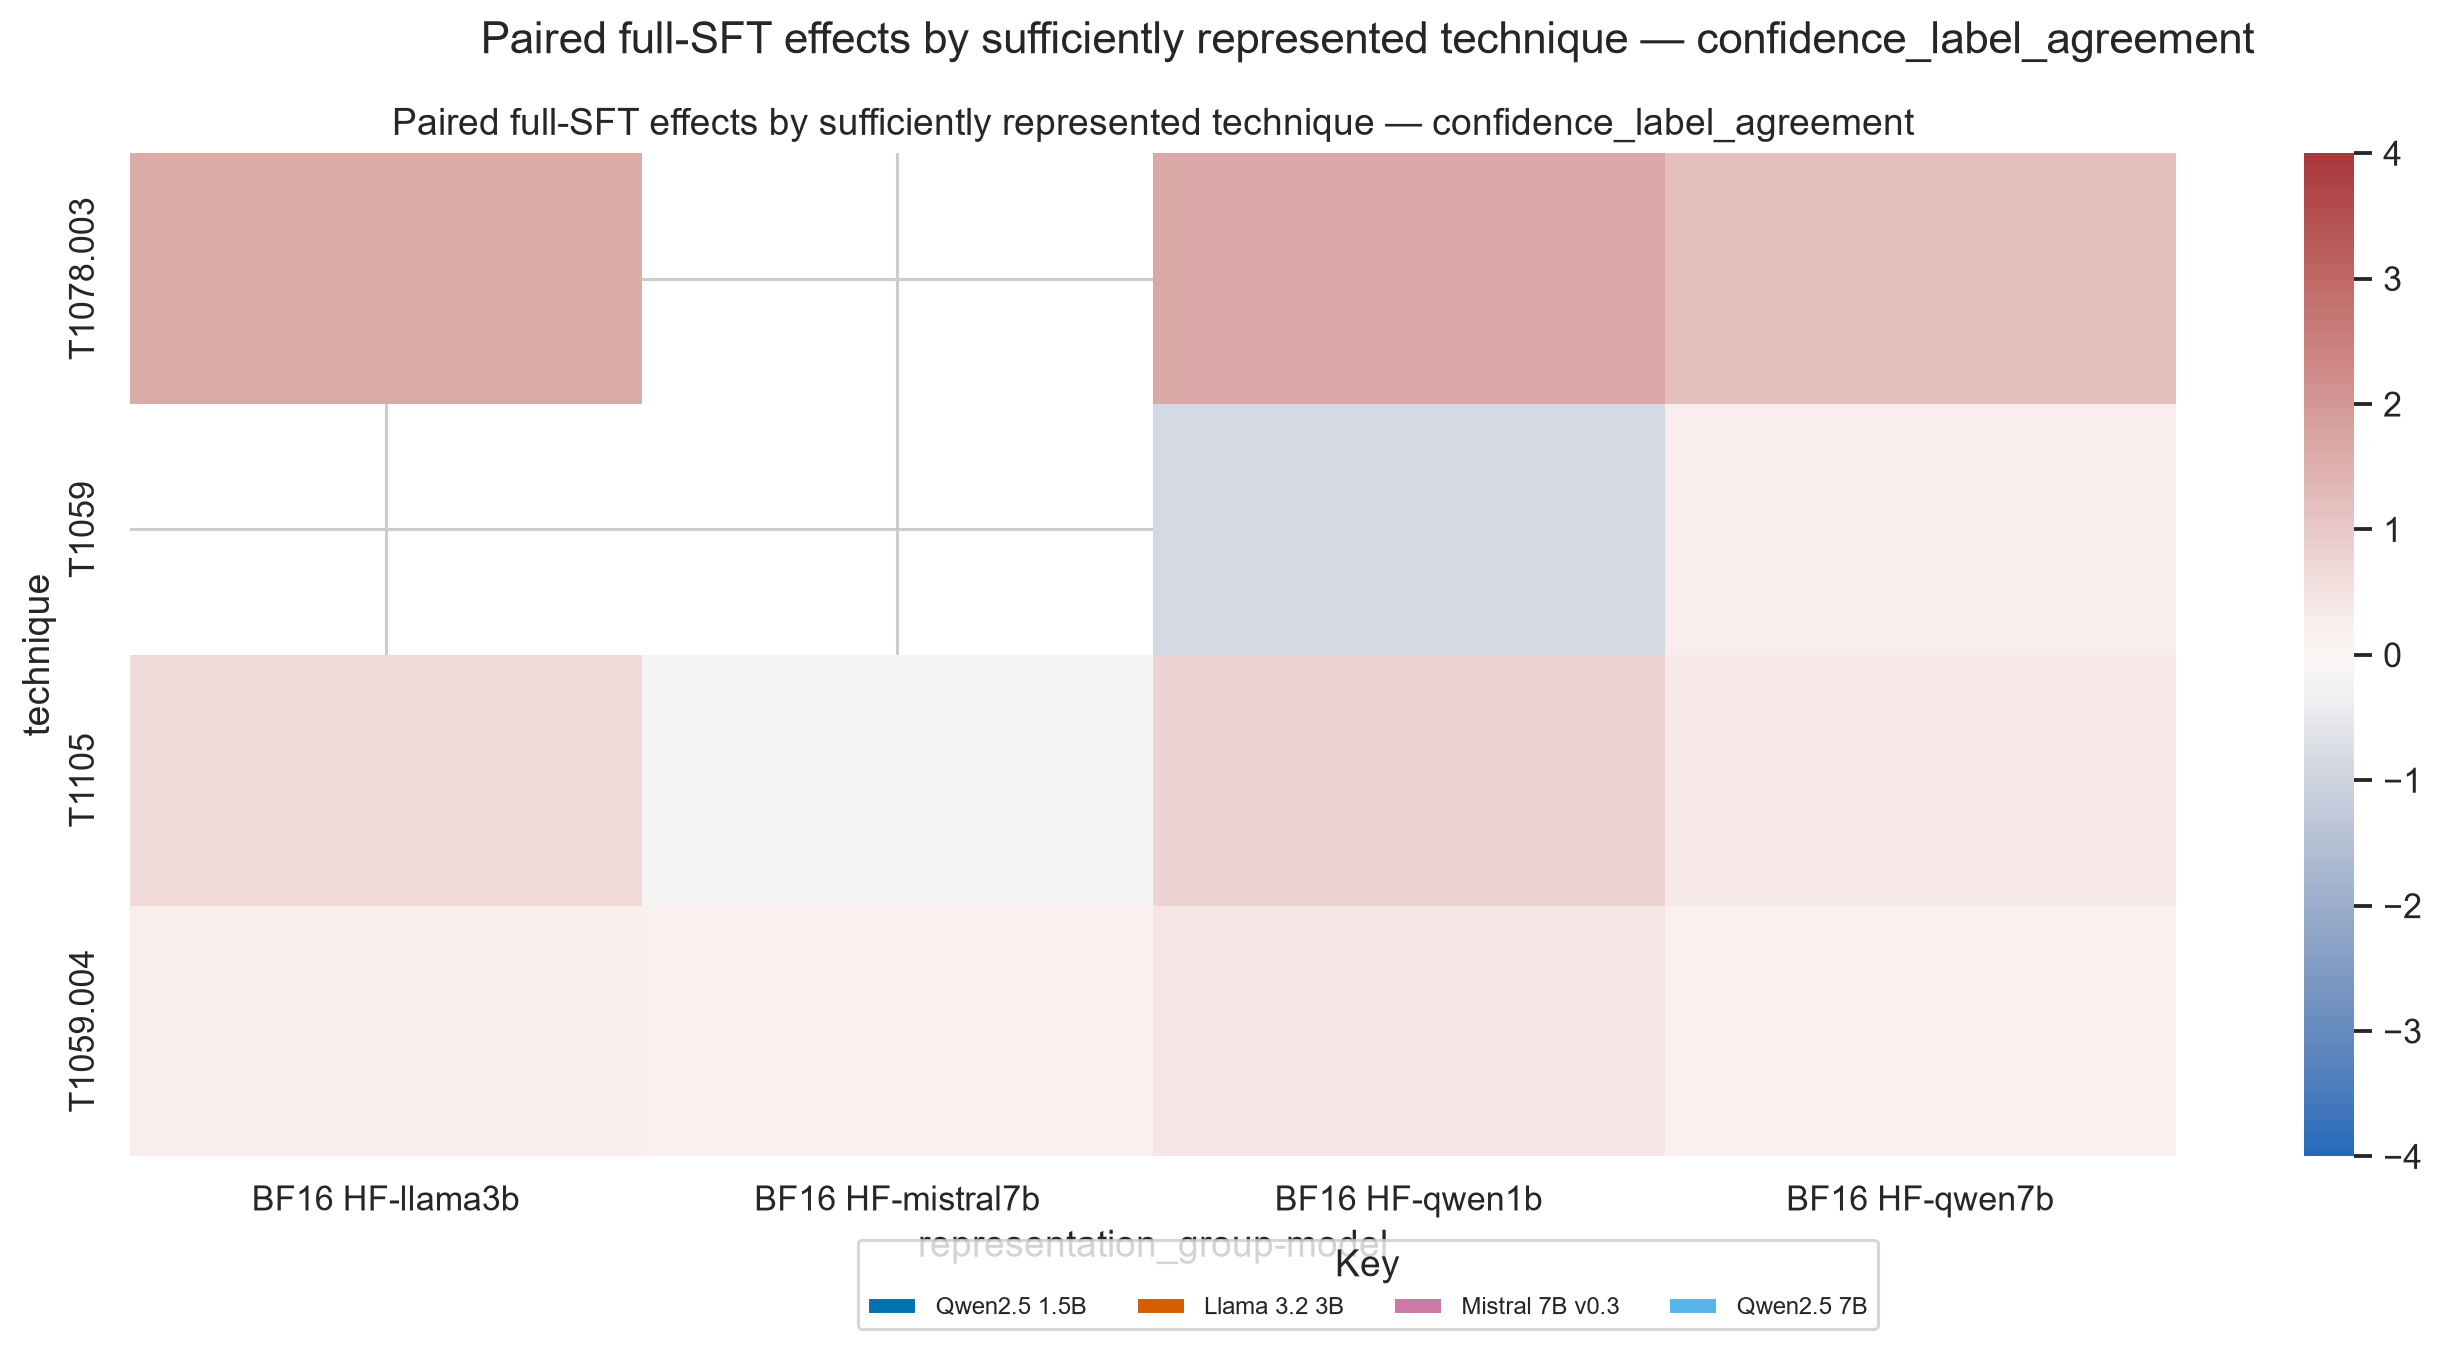 Paired full-SFT effects by sufficiently represented technique — confidence_label_agreement
Paired full-SFT effects by sufficiently represented technique — confidence_label_agreement
technique
T1078.003
T1059
T1105
T1059.004
BF16 HF-llama3b
BF16 HF-mistral7b
BF16 HF-qwen1b
BF16 HF-qwen7b
representation_group-model
4
3
2
1
0
−1
−2
−3
−4
Key
Qwen2.5 1.5B
Llama 3.2 3B
Mistral 7B v0.3
Qwen2.5 7B